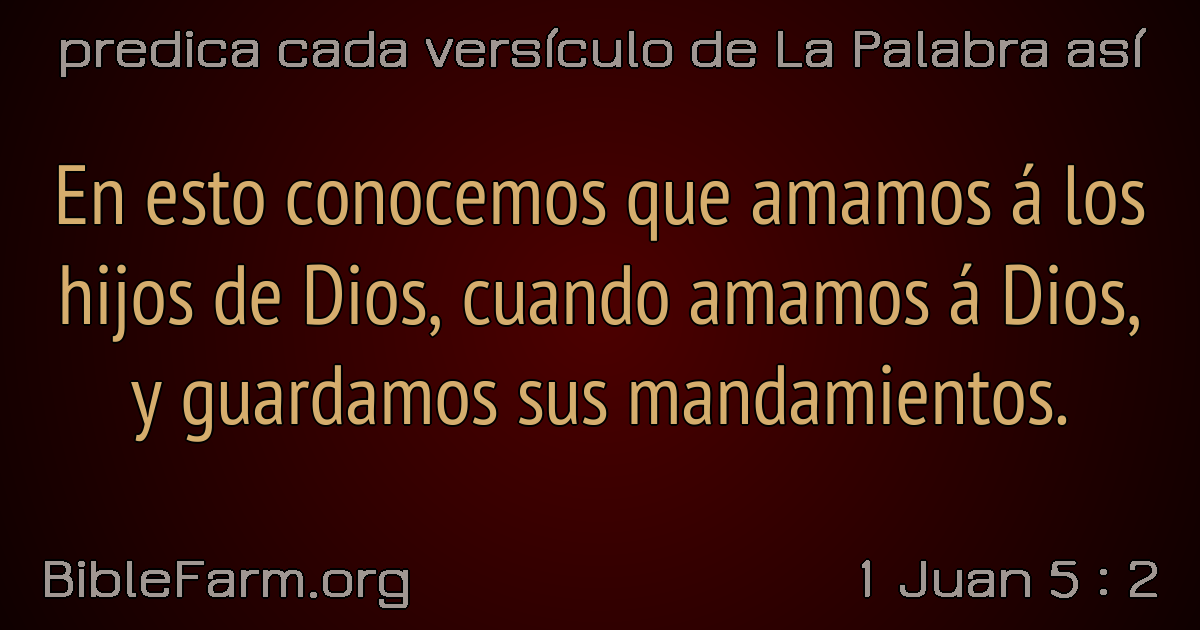 predica cada versículo de La Palabra así
En esto conocemos que amamos á los
hijos de Dios, cuando amamos á Dios,
y guardamos sus mandamientos.
BibleFarm.org
1 Juan 5 : 2